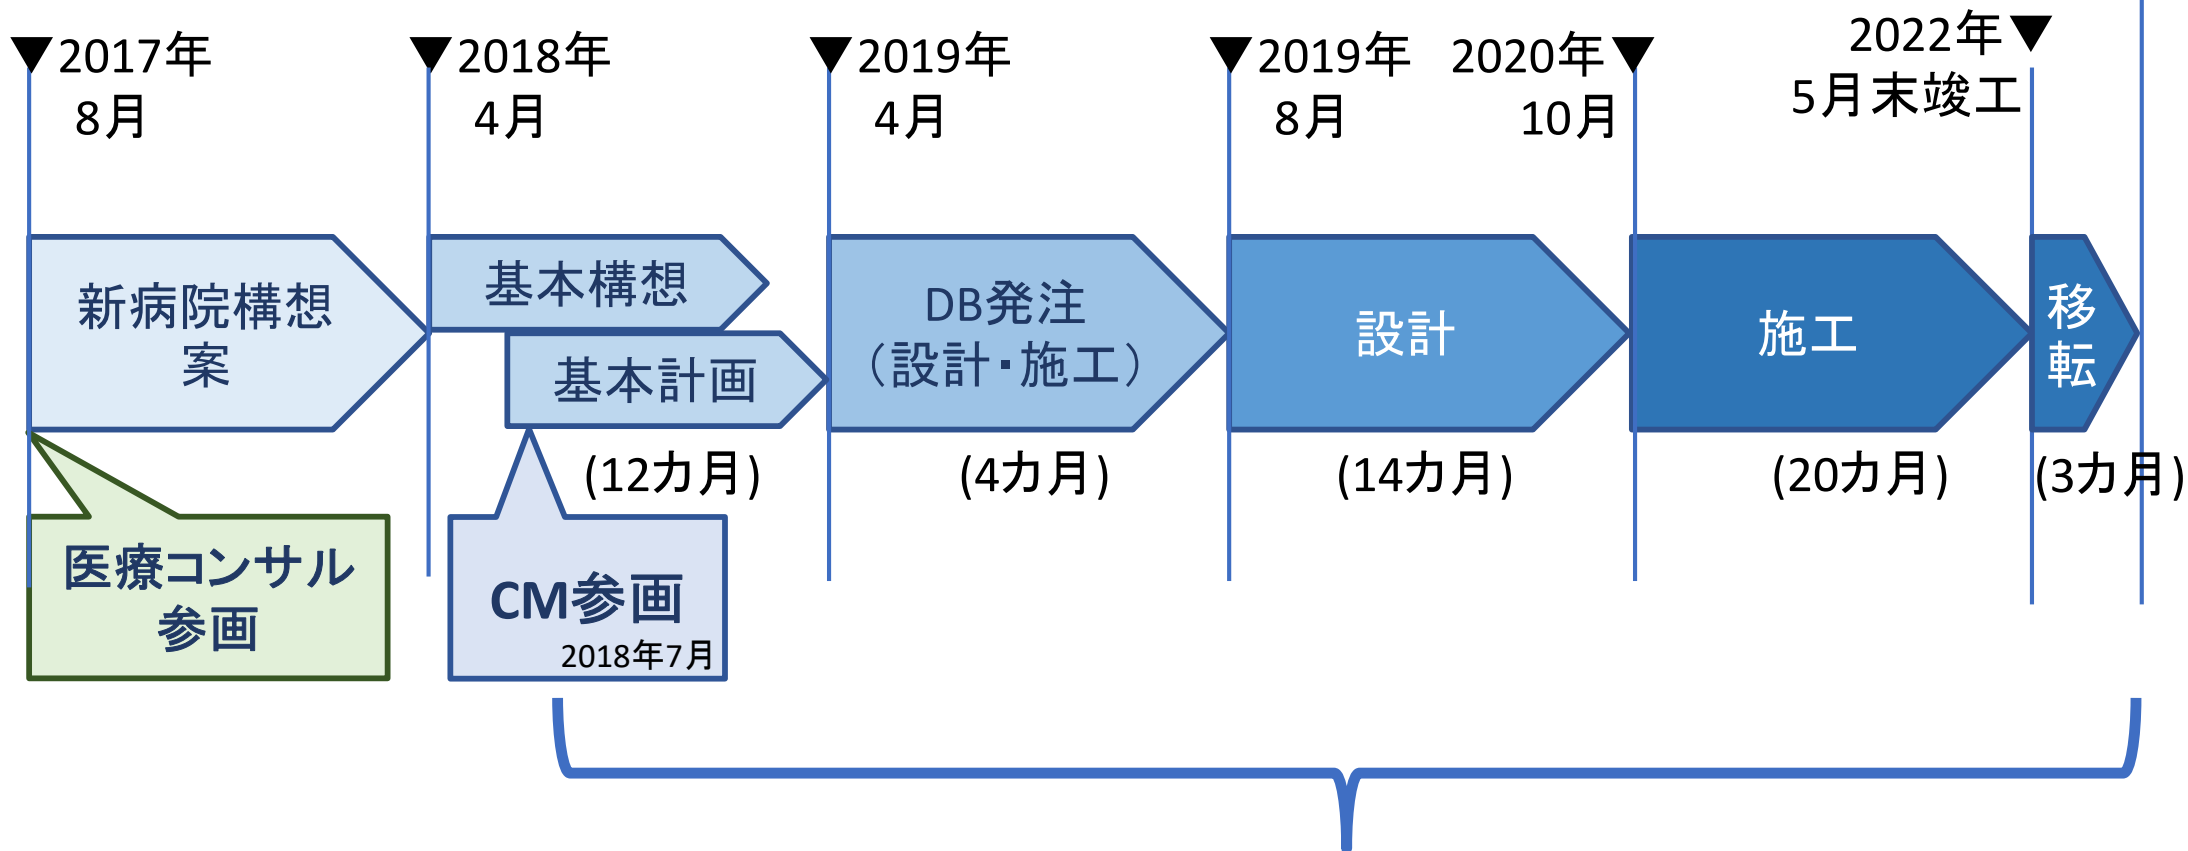 2017年
8月
2018年
4月
2019年
4月
2019年
8月
2020年
10月
2022年
5月末竣工
新病院構想
案
基本構想
基本計画
DB発注
（設計・施工）
設計
施工
移
転
(12カ月)
(4カ月)
(14カ月)
(20カ月)
(3カ月)
医療コンサル
参画
CM参画
2018年7月